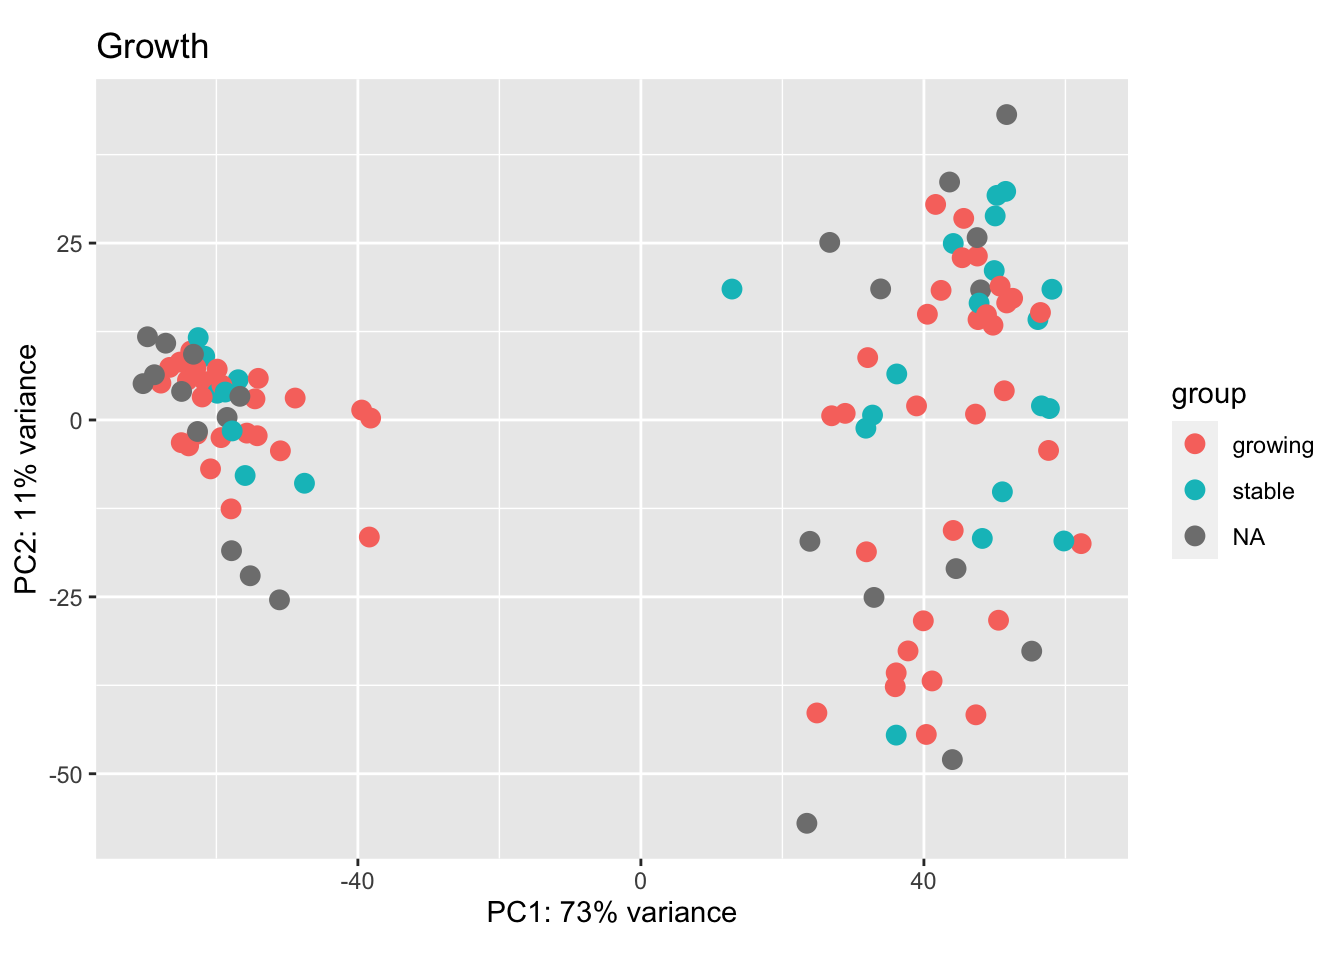 Growth
25
0
-25
-50
PC2: 11% variance
-40
0
40
PC1: 73% variance
group
growing
stable
NA